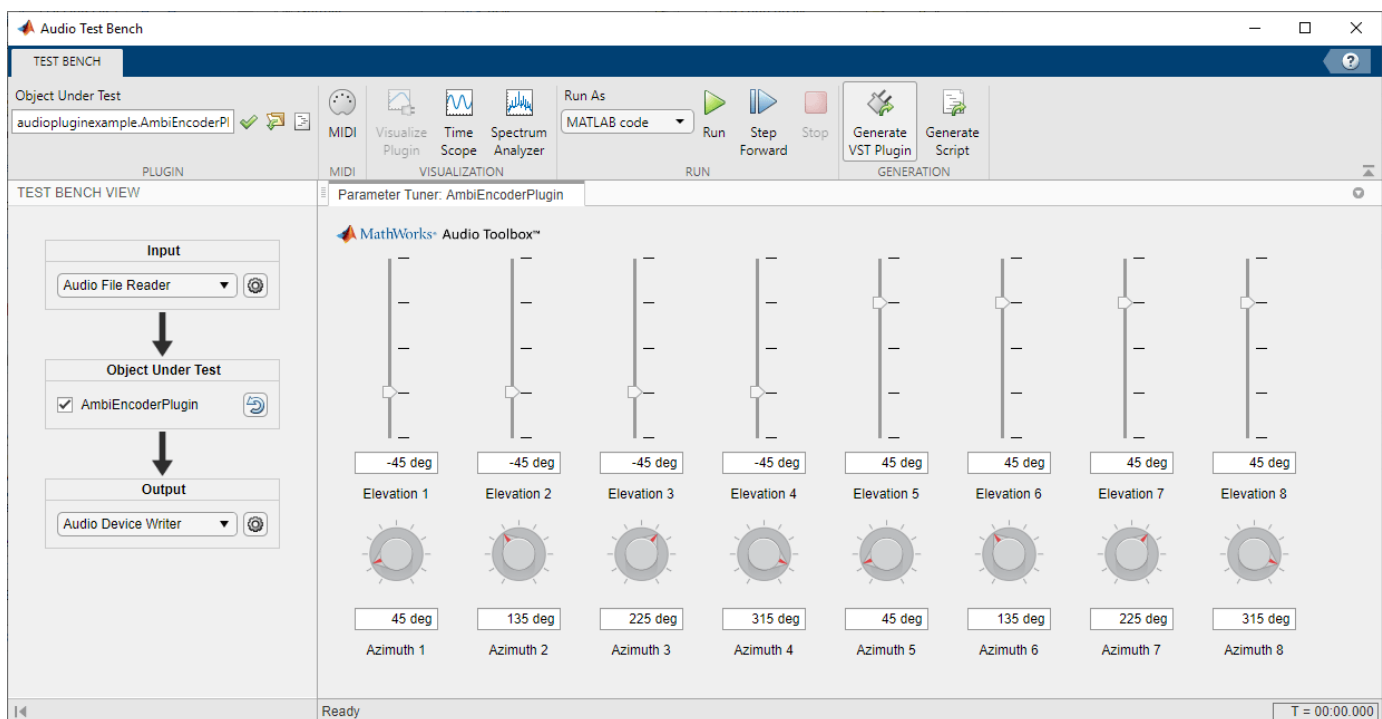 Audio Test Bench
TEST BENCH
?
Object Under Test
audiopluginexample.AmbiEncoderPl
PLUGIN
MIDI
MIDI
Visualize
Plugin
Time
Scope
Spectrum
Analyzer
VISUALIZATION
Run As
MATLAB code
Run
Step
Forward
Stop
RUN
Generate
VST Plugin
Generate
Script
GENERATION
TEST BENCH VIEW
Input
Audio File Reader
Object Under Test
AmbiEncoderPlugin
Output
Audio Device Writer
Parameter Tuner: AmbiEncoderPlugin
MathWorks® Audio Toolbox™
-45 deg -45 deg -45 deg -45 deg 45 deg 45 deg 45 deg 45 deg
Elevation 1 Elevation 2 Elevation 3 Elevation 4 Elevation 5 Elevation 6 Elevation 7 Elevation 8
45 deg 135 deg 225 deg 315 deg 45 deg 135 deg 225 deg 315 deg
Azimuth 1 Azimuth 2 Azimuth 3 Azimuth 4 Azimuth 5 Azimuth 6 Azimuth 7 Azimuth 8
Ready
T = 00:00.000